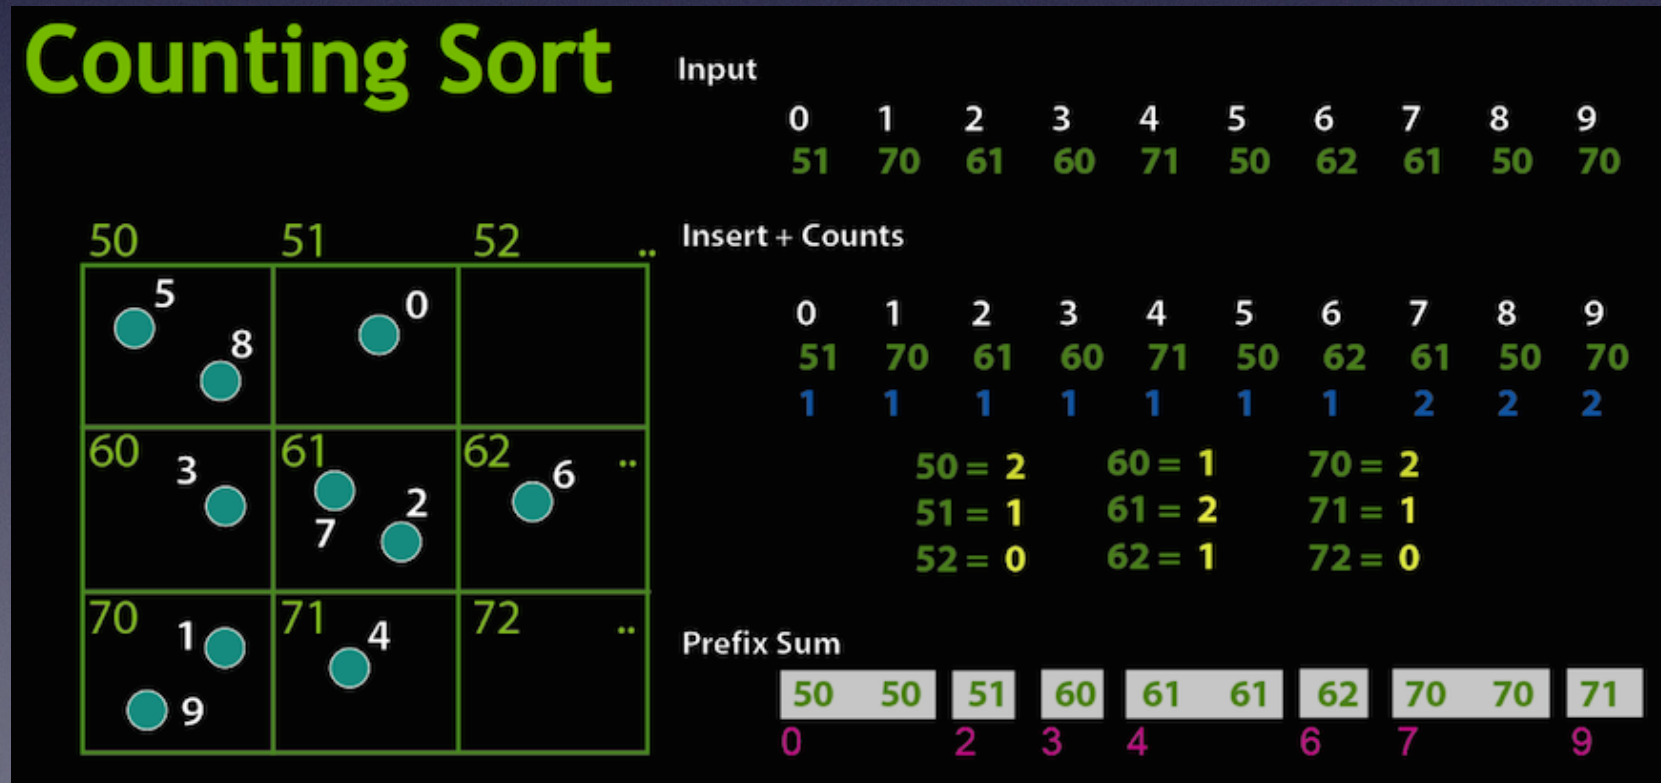 Counting Sort
Input
0 1 2 3 4 5 6 7 8 9
51 70 61 60 71 50 62 61 50 70
50 51 52 ..
5 8 0
60 3 61 7 2 62 6 ..
70 1 9 71 4 72 ..
Insert + Counts
0 1 2 3 4 5 6 7 8 9
51 70 61 60 71 50 62 61 50 70
1 1 1 1 1 1 1 2 2 2
50 = 2 60 = 1 70 = 2
51 = 1 61 = 2 71 = 1
52 = 0 62 = 1 72 = 0
Prefix Sum
50 50 51 60 61 61 62 70 70 71
0 2 3 4 6 7 9